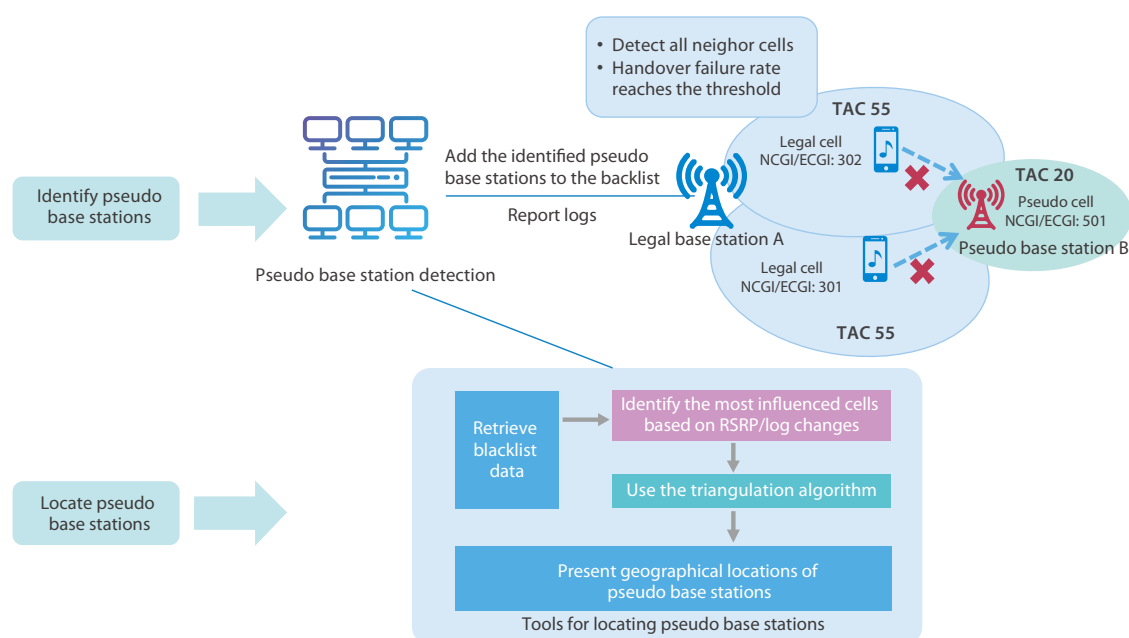 • Detect all neighor cells
• Handover failure rate
reaches the threshold
TAC 55
Legal cell
NCGI/ECGI: 302
Add the identified pseudo
base stations to the backlist
Report logs
Legal base station A
TAC 20
Pseudo cell
NCGI/ECGI: 501
Pseudo base station B
Identify pseudo
base stations
Pseudo base station detection
Legal cell
NCGI/ECGI: 301
TAC 55
Retrieve
blacklist
data
Identify the most influenced cells
based on RSRP/log changes
Use the triangulation algorithm
Locate pseudo
base stations
Present geographical locations of
pseudo base stations
Tools for locating pseudo base stations